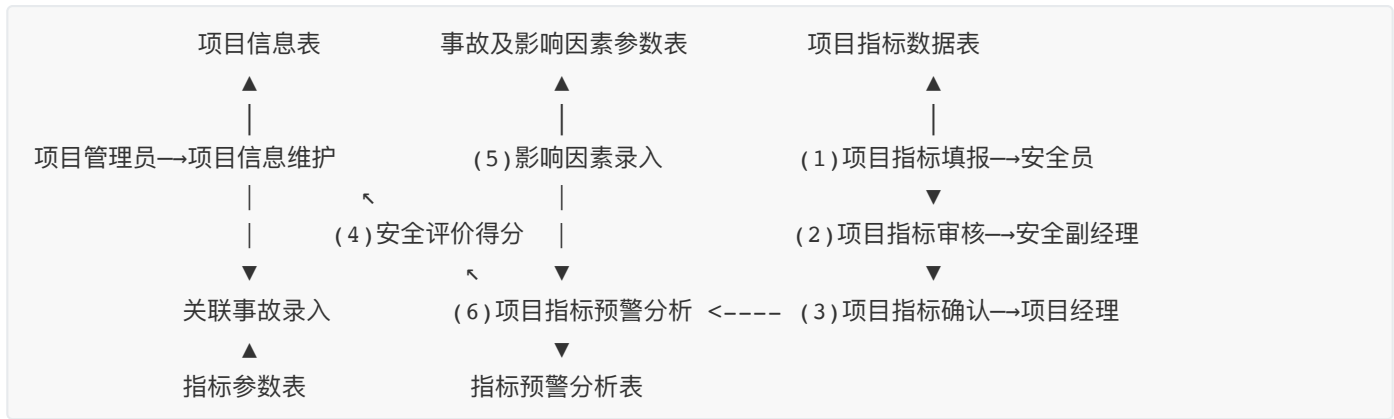 项目信息表 事故及影响因素参数表 项目指标数据表
▲ ▲ ▲
│ │ │
项目管理员─→项目信息维护 (5)影响因素录入 (1)项目指标填报─→安全员
│ ↖ │ ▼
│ (4)安全评价得分 │ (2)项目指标审核─→安全副经理
▼ ↖ ▼ ▼
关联事故录入 (6)项目指标预警分析 <---- (3)项目指标确认─→项目经理
▲ ▼
指标参数表 指标预警分析表